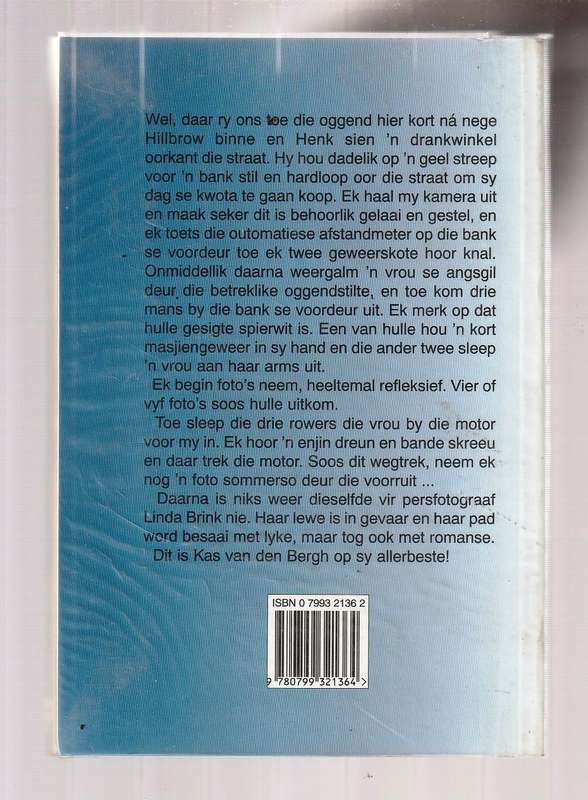 Wel, daar ry ons toe die oggend hier kort ná nege
Hillbrow binne en Henk sien 'n drankwinkel
oorkant die straat. Hy hou dadelik op 'n geel streep
voor 'n bank stil en hardloop oor die straat om sy
dag se kwota te gaan koop. Ek haal my kamera uit
en maak seker dit is behoorlik gelaai en gestel, en
ek toets die outomatiese afstandmeter op die bank
se voordeur toe ek twee geweerskote hoor knal.
Onmiddellik daarna weergalm 'n vrou se angsgil
deur die betreklike oggendstilte, en toe kom drie
mans by die bank se voordeur uit. Ek merk op dat
hulle gesigte spierwit is. Een van hulle hou 'n kort
masjiengeweer in sy hand en die ander twee sleep
'n vrou aan haar arms uit.
Ek begin foto's neem, heeltemal refleksief. Vier of
vyf foto's soos hulle uitkom.
Toe sleep die drie rowers die vrou by die motor
voor my in. Ek hoor 'n enjin dreun en bande skreeu
en daar trek die motor. Soos dit wegtrek, neem ek
nog 'n foto sommerso deur die voorruit ...
Daarna is niks weer dieselfde vir persfotograaf
Linda Brink nie. Haar lewe is in gevaar en haar pad
word besaai met lyke, maar tog ook met romanse.
Dit is Kas van den Bergh op sy allerbeste!
ISBN 0 7993 2136 2
9 780799 321364 >